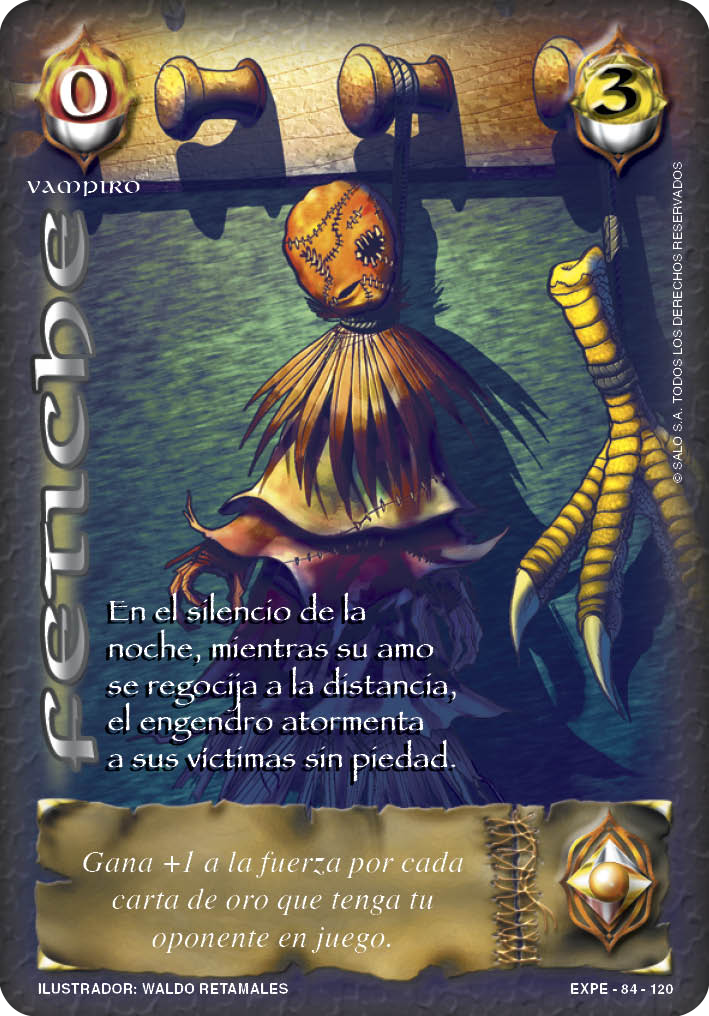 0
3
VAMPIRO
fetiche
© SALO S.A. TODOS LOS DERECHOS RESERVADOS
En el silencio de la
noche, mientras su amo
se regocija a la distancia,
el engendro atormenta
a sus víctimas sin piedad.
Gana +1 a la fuerza por cada
carta de oro que tenga tu
oponente en juego.
ILUSTRADOR: WALDO RETAMALES
EXPE - 84 - 120